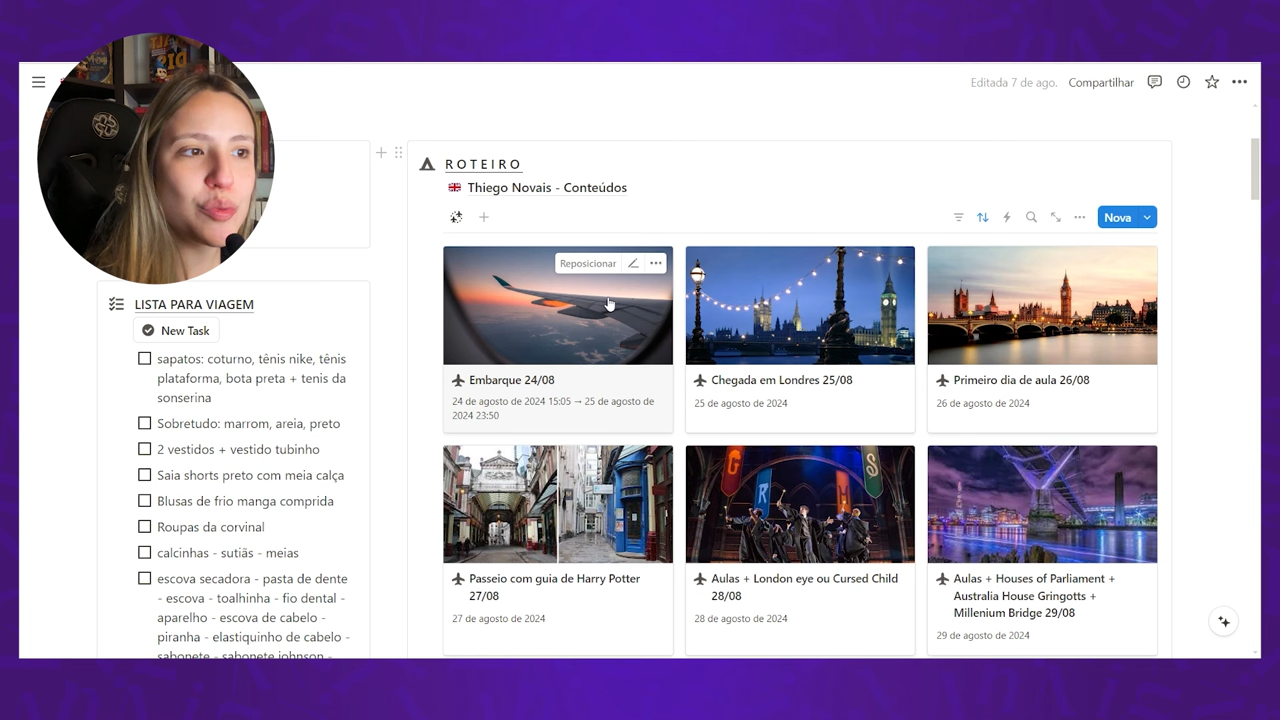 Editada 7 de ago. Compartilhar
ROTEIRO
Thiego Novais - Conteúdos
Nova
LISTA PARA VIAGEM
New Task
sapatos: coturno, tênis nike, tênis
plataforma, bota preta + tenis da
sonserina
Sobretudo: marrom, areia, preto
2 vestidos + vestido tubinho
Saia shorts preto com meia calça
Blusas de frio manga comprida
Roupas da corvinal
calcinhas - sutiãs - meias
escova secadora - pasta de dente
- escova - toalhinha - fio dental -
aparelho - escova de cabelo -
piranha - elastiquinho de cabelo -
sabonete - sabonete johnson -
Reposicionar
Embarque 24/08
24 de agosto de 2024 15:05 → 25 de agosto de
2024 23:50
Chegada em Londres 25/08
25 de agosto de 2024
Primeiro dia de aula 26/08
26 de agosto de 2024
Passeio com guia de Harry Potter
27/08
27 de agosto de 2024
G R H S
Aulas + London eye ou Cursed Child
28/08
28 de agosto de 2024
Aulas + Houses of Parliament +
Australia House Gringotts +
Millenium Bridge 29/08
29 de agosto de 2024